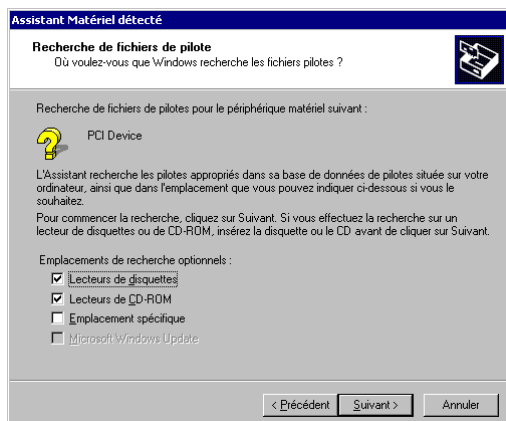 Assistant Matériel détecté
Recherche de fichiers de pilote
Où voulez-vous que Windows recherche les fichiers pilotes ?
Recherche de fichiers de pilotes pour le périphérique matériel suivant :
PCI Device
L'Assistant recherche les pilotes appropriés dans sa base de données de pilotes située sur votre
ordinateur, ainsi que dans l'emplacement que vous pouvez indiquer ci-dessous si vous le
souhaitez.
Pour commencer la recherche, cliquez sur Suivant. Si vous effectuez la recherche sur un
lecteur de disquettes ou de CD-ROM, insérez la disquette ou le CD avant de cliquer sur Suivant.
Emplacements de recherche optionnels :
Lecteurs de disquettes
Lecteurs de CD-ROM
Emplacement spécifique
Microsoft Windows Update
< Précédent Suivant > Annuler